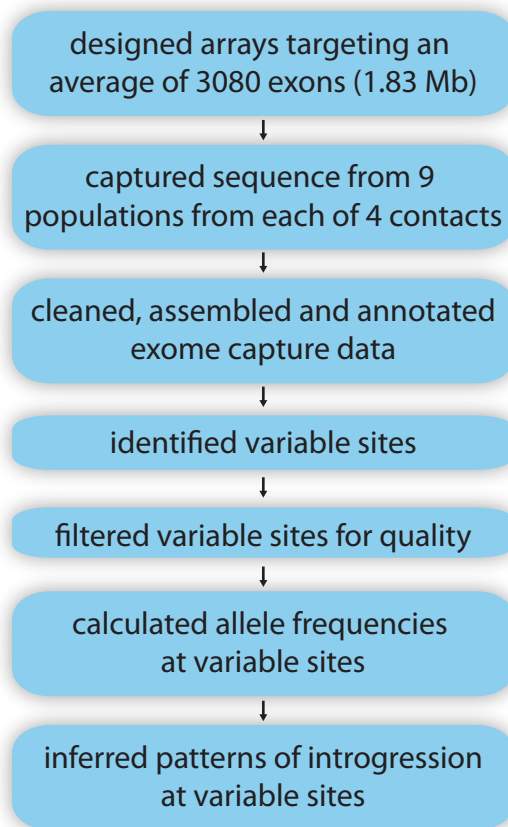 designed arrays targeting an
average of 3080 exons (1.83 Mb)
captured sequence from 9
populations from each of 4 contacts
cleaned, assembled and annotated
exome capture data
identified variable sites
filtered variable sites for quality
calculated allele frequencies
at variable sites
inferred patterns of introgression
at variable sites